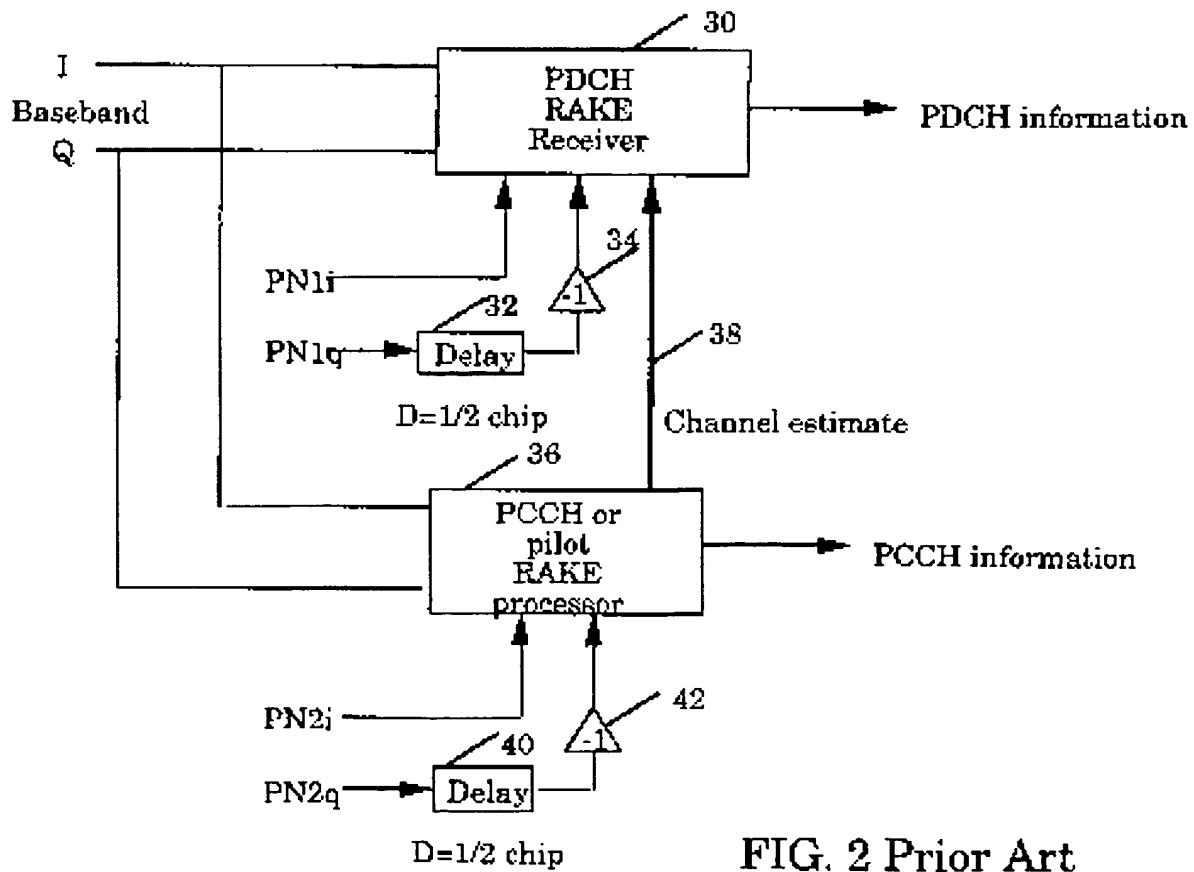 30
I
Baseband
Q
PDCH
RAKE
Receiver
PDCH information
34
-1
PN1i
32
PN1q
Delay
38
D=1/2 chip
Channel estimate
36
PCCH or
pilot
RAKE
processor
PCCH information
PN2i
42
-1
40
PN2q
Delay
D=1/2 chip
FIG. 2 Prior Art